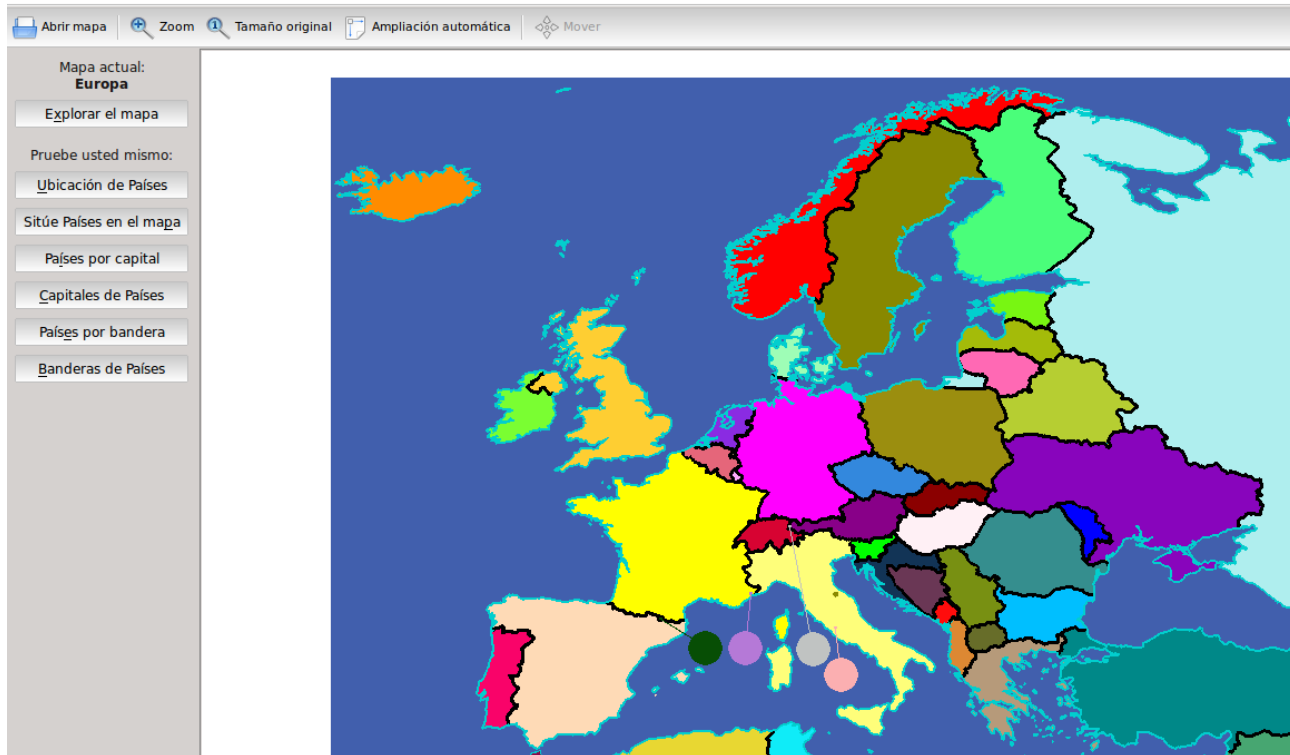 Abrir mapa Zoom Tamaño original Ampliación automática Mover
Mapa actual:
Europa
Explorar el mapa
Pruebe usted mismo:
Ubicación de Países
Sitúe Países en el mapa
Países por capital
Capitales de Países
Países por bandera
Banderas de Países